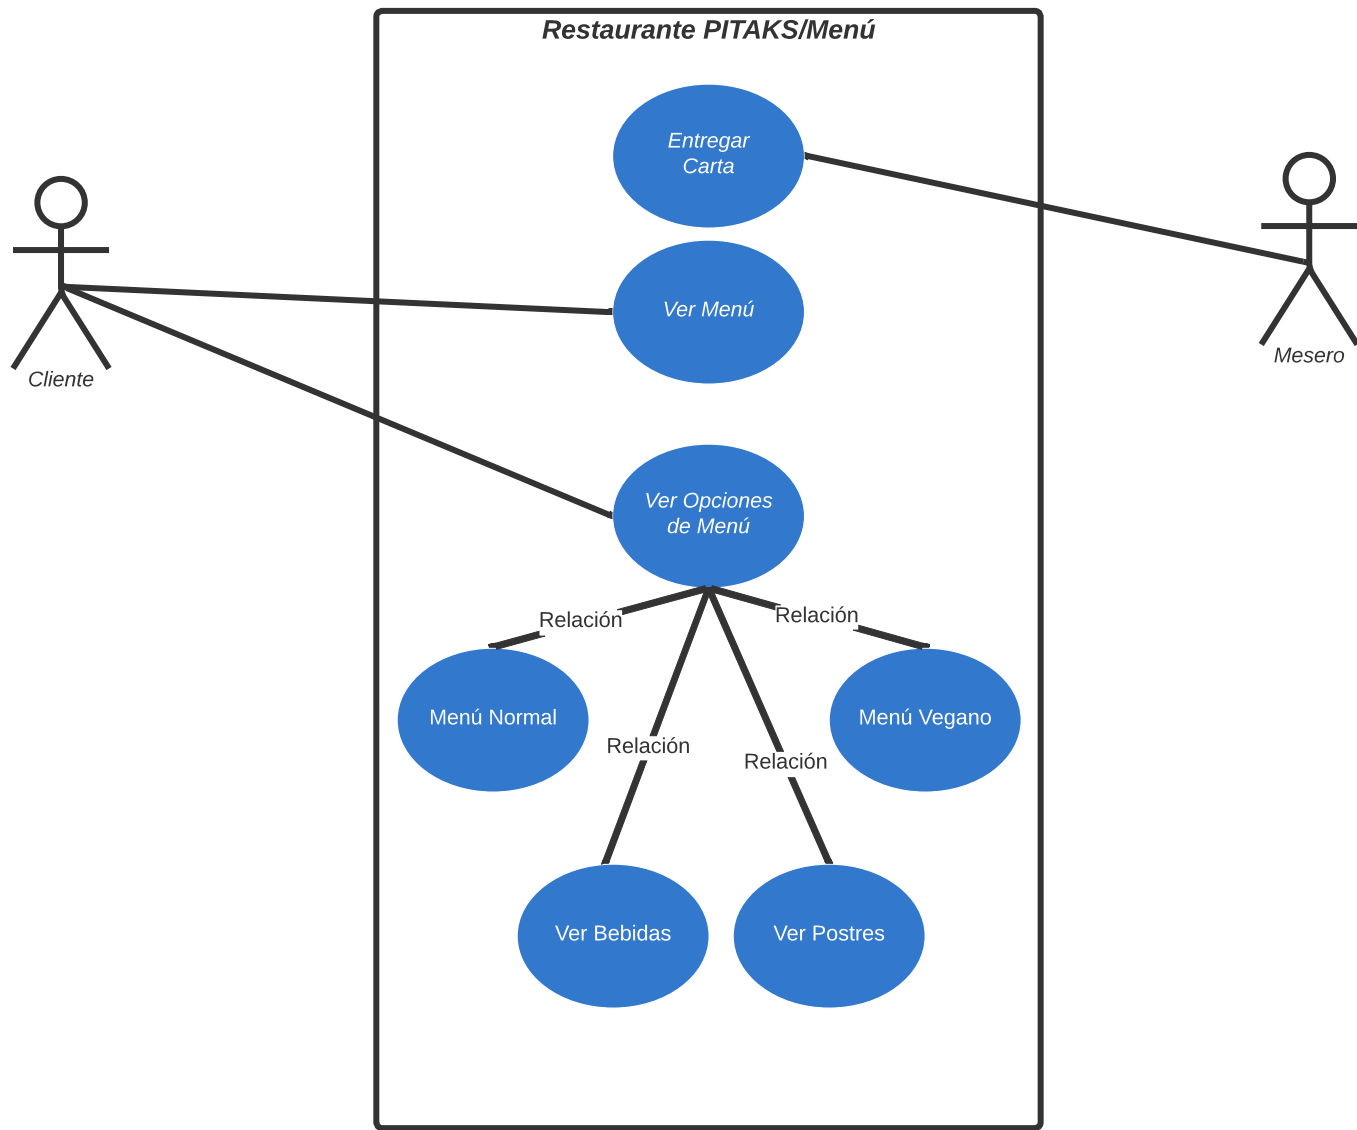 Restaurante PITAKS/Menú
Entregar
Carta
Ver Menú
Cliente
Mesero
Ver Opciones
de Menú
Relación
Relación
Menú Normal
Menú Vegano
Relación
Relación
Ver Bebidas
Ver Postres